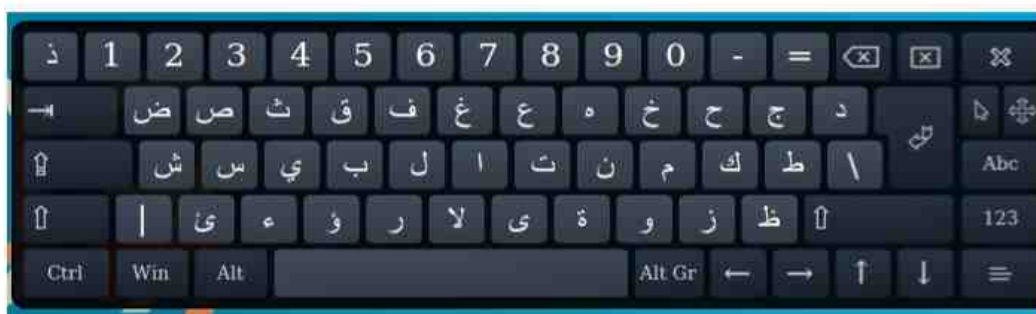 ذ 1 2 3 4 5 6 7 8 9 0 - =
ض ص ث ق ف غ ع ه خ ح ج د
ش س ي ب ل ا ت ن م ك ط \ Abc
| ئ ء ؤ ر لا ى ة و ز ظ 123
Ctrl Win Alt Alt Gr ← → ↑ ↓